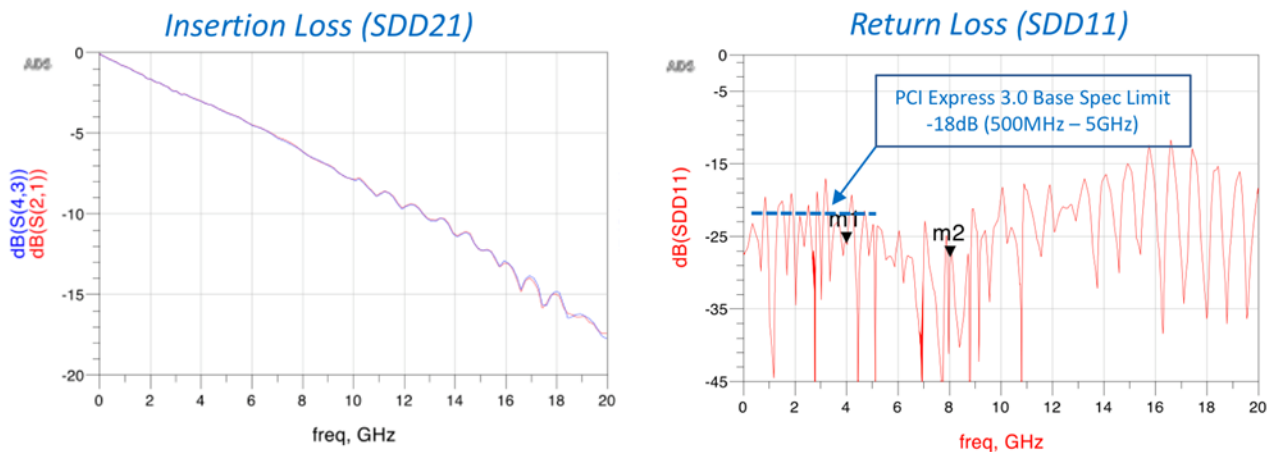 Insertion Loss (SDD21)
ADS
0
-5
-10
-15
-20
dB(S(4,3))
dB(S(2,1))
0 2 4 6 8 10 12 14 16 18 20
freq, GHz
Return Loss (SDD11)
ADS
0
-5
-15
-25
-35
-45
dB(SDD11)
PCI Express 3.0 Base Spec Limit
-18dB (500MHz – 5GHz)
m1
m2
0 2 4 6 8 10 12 14 16 18 20
freq, GHz